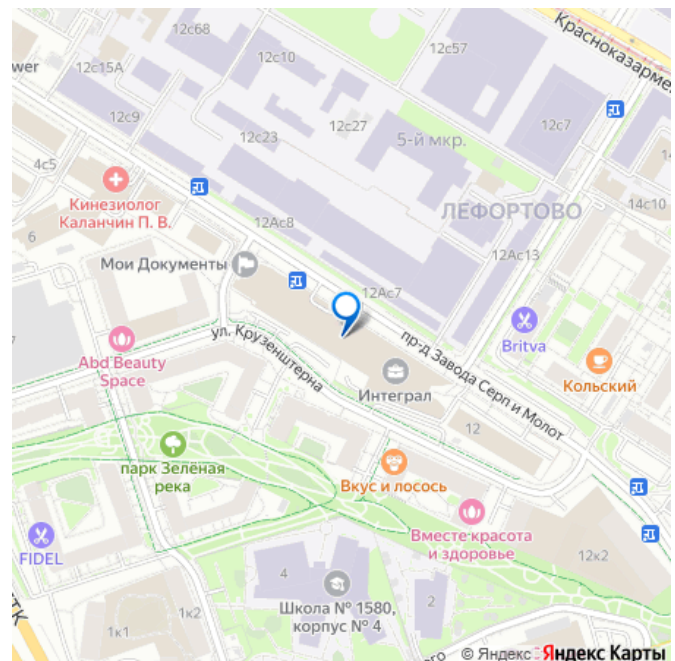 12с68
12с57
Красноказарме
wer
12с15А
12с10
12с9
12с23
12с27
12с7
5-й мкр.
4с5
14с10
Кинезиолог
Каланчин П. В.
ЛЕФОРТОВО
12Ас8
6
12Ас13
Мои Документы
12Ас7
ул. Крузенштерна
пр-д Завода Серп и Молот
Britva
Abd Beauty
Space
Кольский
Интеграл
12
парк Зелёная
река
Вкус и лосось
Вместе красота
и здоровье
FIDEL
12к2
4
Школа № 1580,
корпус № 4
2
ТК
1к2
1к1
го
© Яндекс
Яндекс Карты